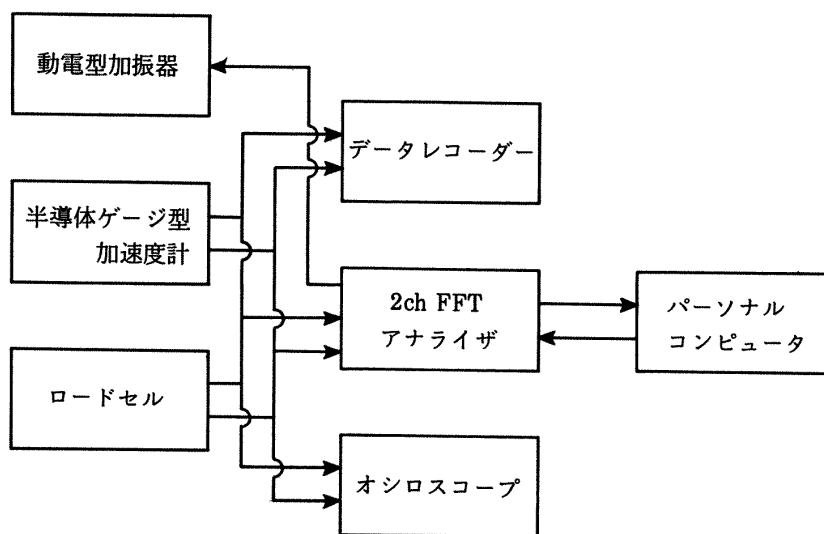 動電型加振器
データレコーダー
半導体ゲージ型
加速度計
2ch FFT
アナライザ
パーソナル
コンピュータ
ロードセル
オシロスコープ